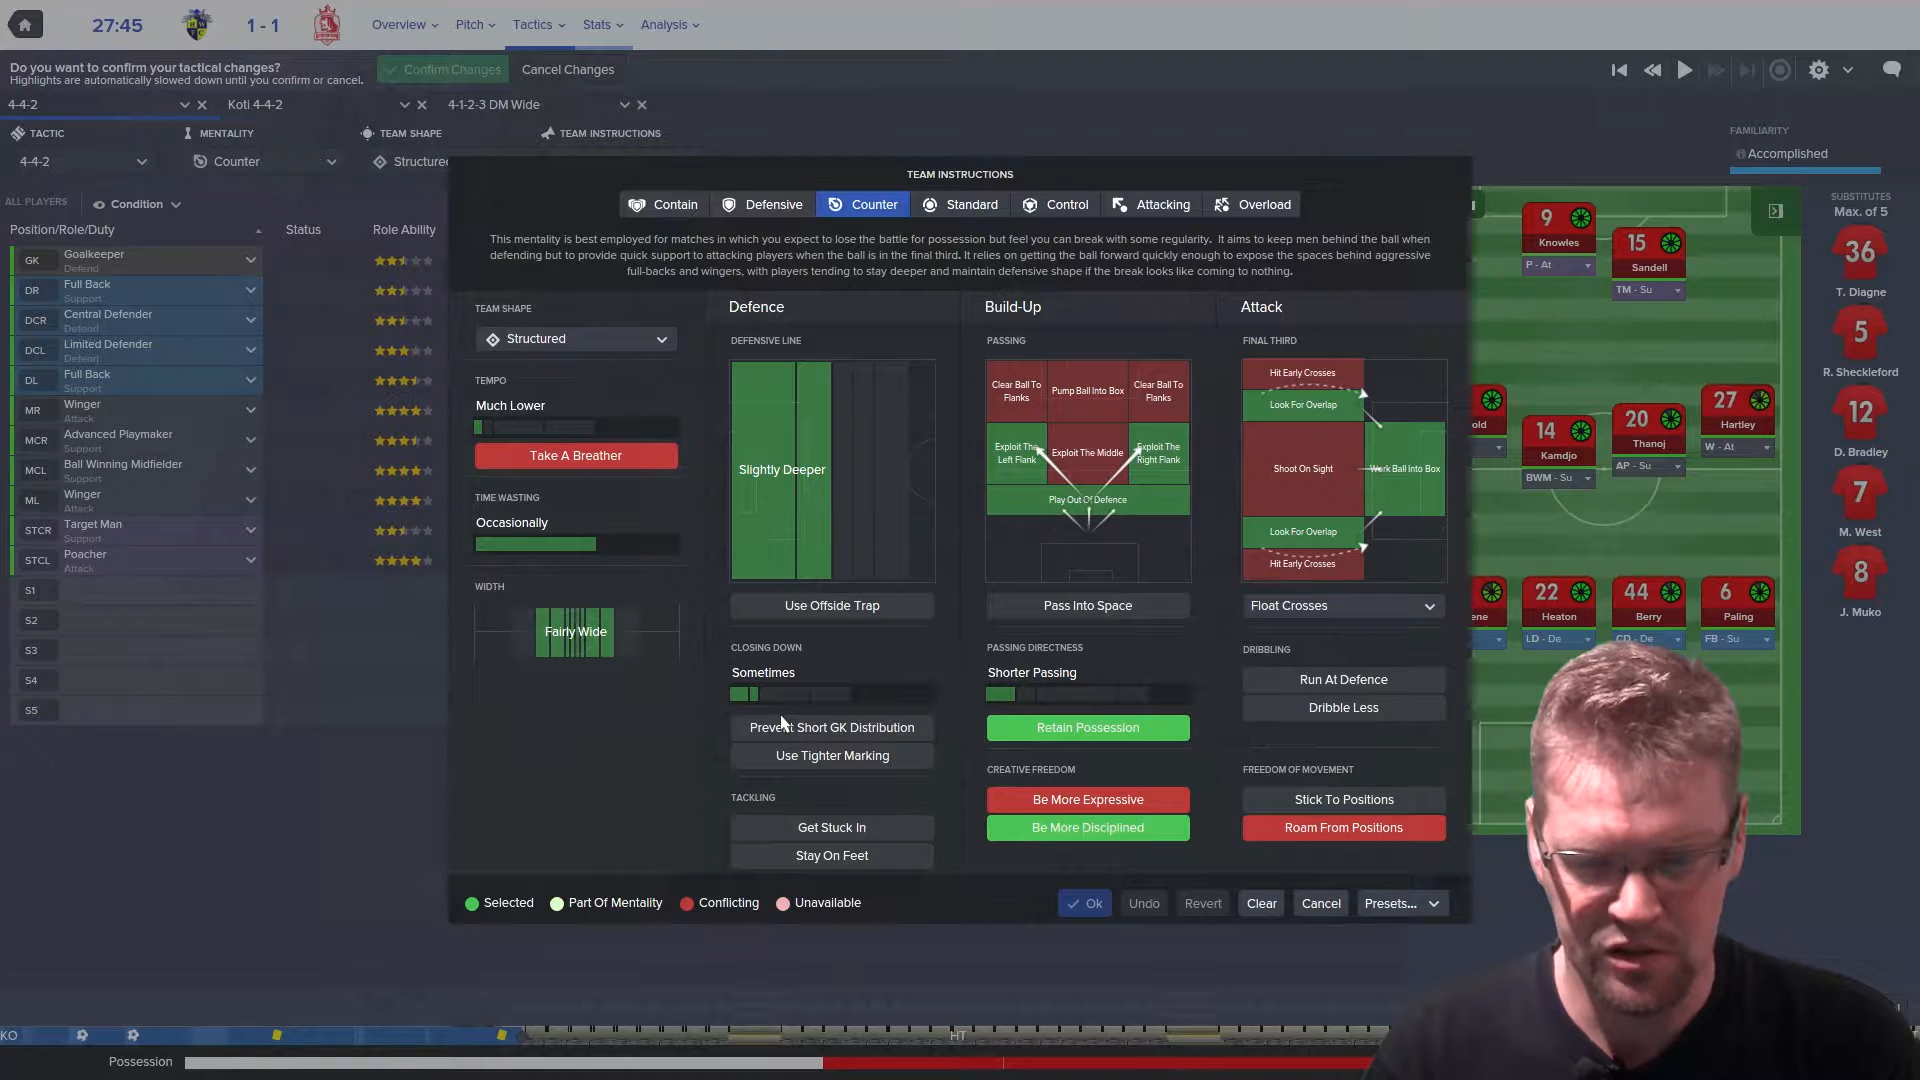 27:45
1 - 1
Overview
Pitch
Tactics
Stats
Analysis
Do you want to confirm your tactical changes?
Highlights are automatically slowed down until you confirm or cancel.
Confirm Changes
Cancel Changes
4-4-2
Koti 4-4-2
4-1-2-3 DM Wide
TACTIC
MENTALITY
TEAM SHAPE
TEAM INSTRUCTIONS
4-4-2
Counter
Structured
FAMILIARITY
Accomplished
ALL PLAYERS
Condition
Position/Role/Duty
Status
Role Ability
GK
Goalkeeper
Defend
DR
Full Back
Support
DCR
Central Defender
Defend
DCL
Limited Defender
Defend
DL
Full Back
Support
MR
Winger
Attack
MCR
Advanced Playmaker
Support
MCL
Ball Winning Midfielder
Support
ML
Winger
Attack
STCR
Target Man
Support
STCL
Poacher
Attack
S1
S2
S3
S4
S5
TEAM INSTRUCTIONS
Contain
Defensive
Counter
Standard
Control
Attacking
Overload
This mentality is best employed for matches in which you expect to lose the battle for possession but feel you can break with some regularity. It aims to keep men behind the ball when
defending but to provide quick support to attacking players when the ball is in the final third. It relies on getting the ball forward quickly enough to expose the spaces behind aggressive
full-backs and wingers, with players tending to stay deeper and maintain defensive shape if the break looks like coming to nothing.
TEAM SHAPE
Structured
TEMPO
Much Lower
Take A Breather
TIME WASTING
Occasionally
WIDTH
Fairly Wide
Defence
DEFENSIVE LINE
Slightly Deeper
Use Offside Trap
CLOSING DOWN
Sometimes
Prevent Short GK Distribution
Use Tighter Marking
TACKLING
Get Stuck In
Stay On Feet
Build-Up
PASSING
Clear Ball To
Flanks
Pump Ball Into Box
Clear Ball To
Flanks
Exploit The
Left Flank
Exploit The Middle
Exploit The
Right Flank
Play Out Of Defence
Pass Into Space
PASSING DIRECTNESS
Shorter Passing
Retain Possession
CREATIVE FREEDOM
Be More Expressive
Be More Disciplined
Attack
FINAL THIRD
Hit Early Crosses
Look For Overlap
Shoot On Sight
Work Ball Into Box
Look For Overlap
Hit Early Crosses
Float Crosses
DRIBBLING
Run At Defence
Dribble Less
FREEDOM OF MOVEMENT
Stick To Positions
Roam From Positions
Selected
Part Of Mentality
Conflicting
Unavailable
Ok
Undo
Revert
Clear
Cancel
Presets...
9
Knowles
P - At
15
Sandell
TM - Su
14
Kamdjo
BWM - Su
20
Thanoj
AP - Su
27
Hartley
W - At
22
Heaton
LD - De
44
Berry
CD - De
6
Paling
FB - Su
SUBSTITUTES
Max. of 5
36
T. Diagne
5
R. Sheckleford
12
D. Bradley
7
M. West
8
J. Muko
KO
HT
Possession